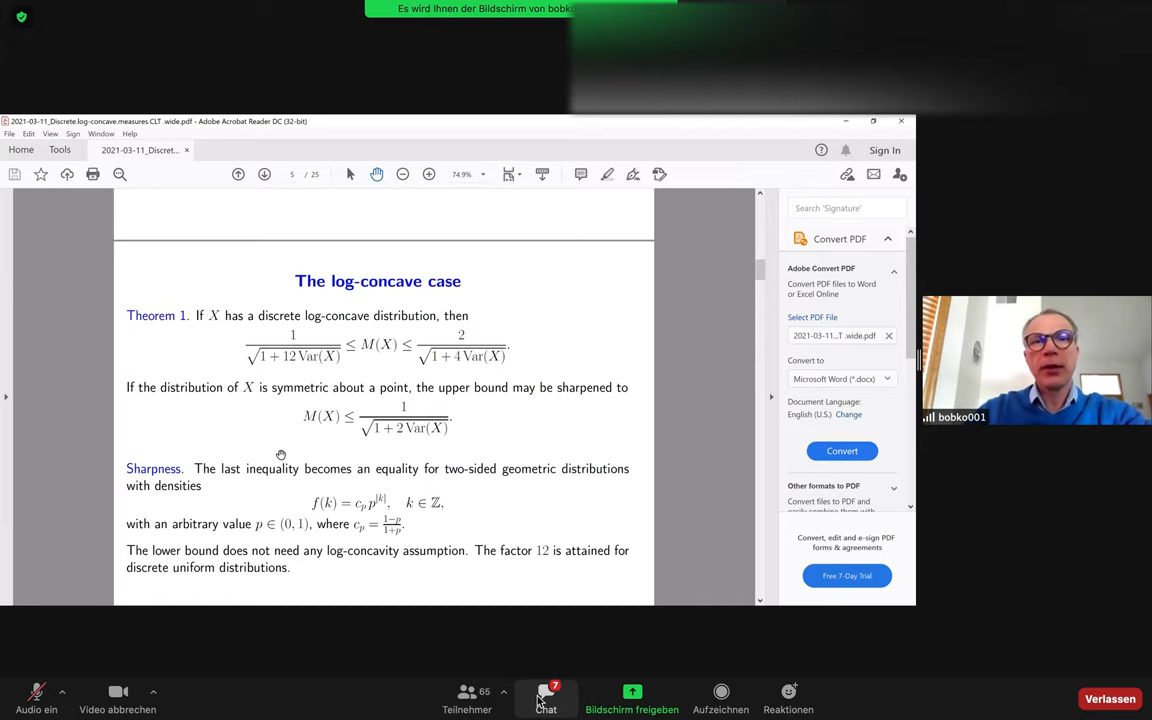 Es wird Ihnen der Bildschirm von bobko
2021-03-11_Discrete.log-concave.measures.CLT .wide.pdf - Adobe Acrobat Reader DC (32-bit)
File Edit View Sign Window Help
Home Tools 2021-03-11_Discret... × Sign In
5 / 25 74.9%
The log-concave case
Theorem 1. If X has a discrete log-concave distribution, then
1/√(1 + 12 Var(X)) ≤ M(X) ≤ 2/√(1 + 4 Var(X)).
If the distribution of X is symmetric about a point, the upper bound may be sharpened to
M(X) ≤ 1/√(1 + 2 Var(X)).
Sharpness. The last inequality becomes an equality for two-sided geometric distributions
with densities
f(k) = c_p p^|k|, k ∈ ℤ,
with an arbitrary value p ∈ (0, 1), where c_p = (1−p)/(1+p).
The lower bound does not need any log-concavity assumption. The factor 12 is attained for
discrete uniform distributions.
Search 'Signature'
Convert PDF
Adobe Convert PDF
Convert PDF files to Word
or Excel Online
Select PDF File
2021-03-11...T .wide.pdf
Convert to
Microsoft Word (*.docx)
Document Language:
English (U.S.) Change
Convert
Other formats to PDF
Convert files to PDF and
Convert, edit and e-sign PDF
forms & agreements
Free 7-Day Trial
bobko001
Audio ein
Video abbrechen
65
Teilnehmer
7
Chat
Bildschirm freigeben
Aufzeichnen
Reaktionen
Verlassen